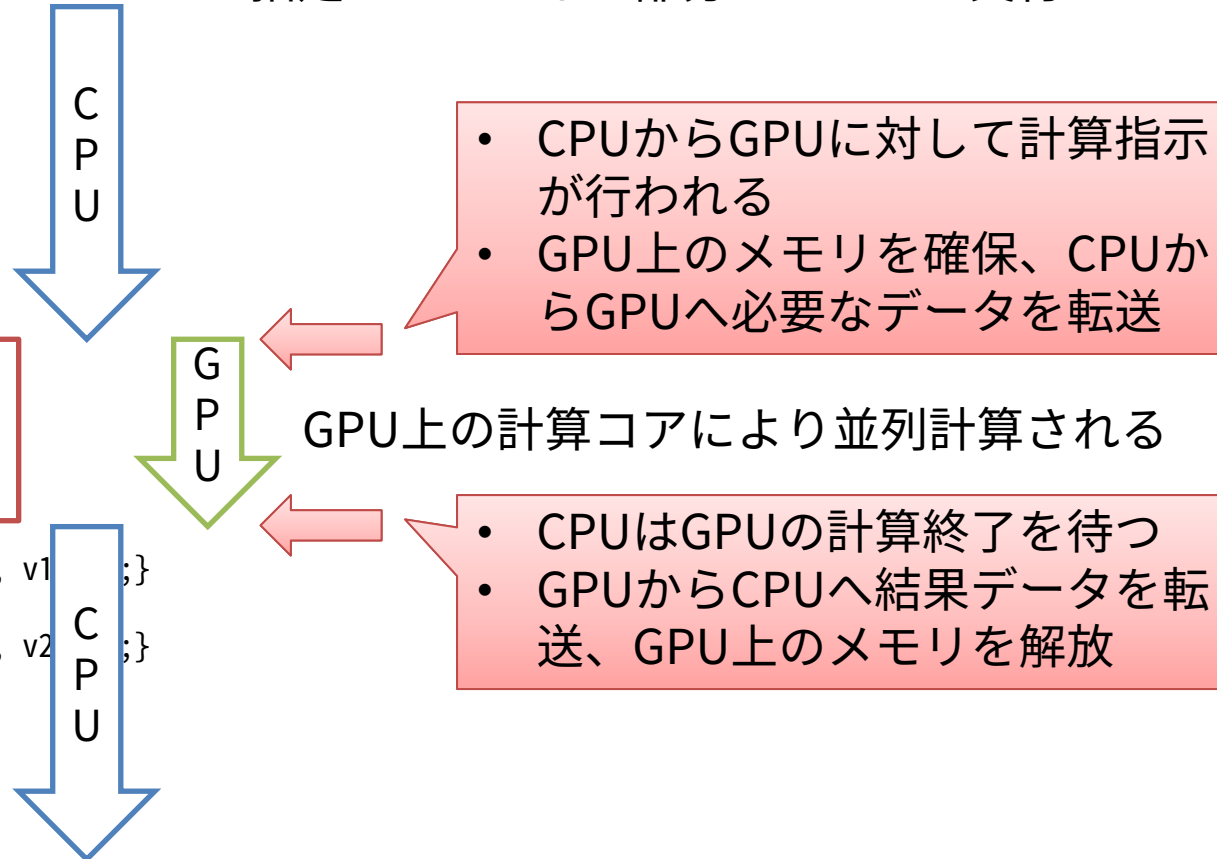 C
P
U
• CPUからGPUに対して計算指示
が行われる
• GPU上のメモリを確保、CPUか
らGPUへ必要なデータを転送
G
P
U
GPU上の計算コアにより並列計算される
• CPUはGPUの計算終了を待つ
• GPUからCPUへ結果データを転
送、GPU上のメモリを解放
, v1 ;}
, v2 ;}
C
P
U